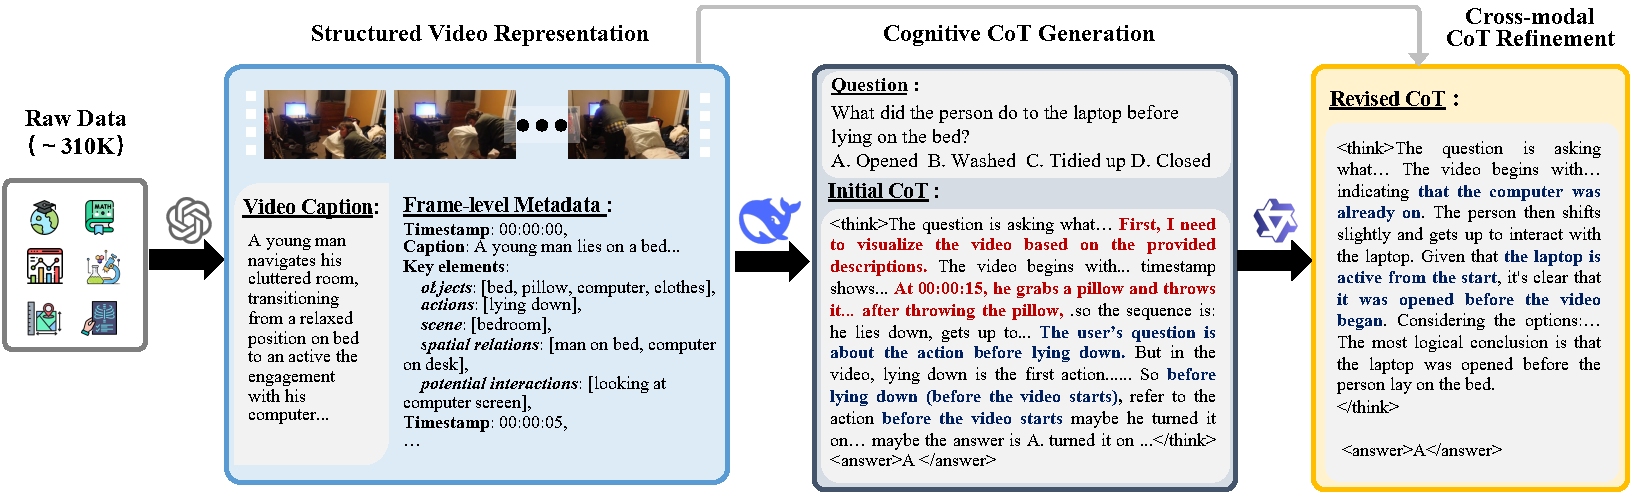 Structured Video Representation
Cognitive CoT Generation
Cross-modal
CoT Refinement
Raw Data
( ~ 310K)
MATH
Video Caption:
A young man
navigates his
cluttered room,
transitioning
from a relaxed
position on bed
to an active the
engagement
with his
computer...
Frame-level Metadata :
Timestamp: 00:00:00,
Caption: A young man lies on a bed...
Key elements:
objects: [bed, pillow, computer, clothes],
actions: [lying down],
scene: [bedroom],
spatial relations: [man on bed, computer
on desk],
potential interactions: [looking at
computer screen],
Timestamp: 00:00:05,
…
Question :
What did the person do to the laptop before
lying on the bed?
A. Opened B. Washed C. Tidied up D. Closed
Initial CoT :
<think>The question is asking what… First, I need
to visualize the video based on the provided
descriptions. The video begins with... timestamp
shows... At 00:00:15, he grabs a pillow and throws
it... after throwing the pillow, .so the sequence is:
he lies down, gets up to... The user's question is
about the action before lying down. But in the
video, lying down is the first action...... So before
lying down (before the video starts), refer to the
action before the video starts maybe he turned it
on… maybe the answer is A. turned it on ...</think>
<answer>A </answer>
Revised CoT :
<think>The question is asking
what… The video begins with…
indicating that the computer was
already on. The person then shifts
slightly and gets up to interact with
the laptop. Given that the laptop is
active from the start, it's clear that
it was opened before the video
began. Considering the options:…
The most logical conclusion is that
the laptop was opened before the
person lay on the bed.
</think>
<answer>A</answer>